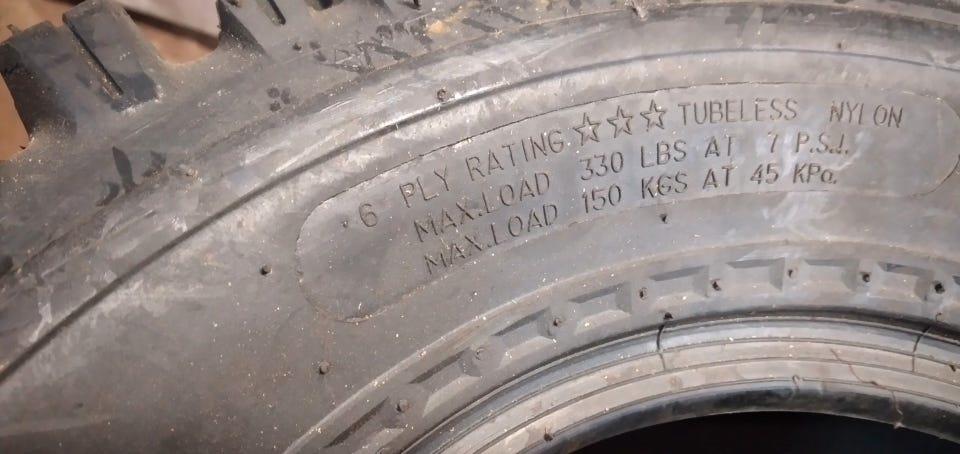 6 PLY RATING ☆☆☆ TUBELESS NYLON
MAX.LOAD 330 LBS AT 7 P.S.I.
MAX.LOAD 150 KGS AT 45 KPa.